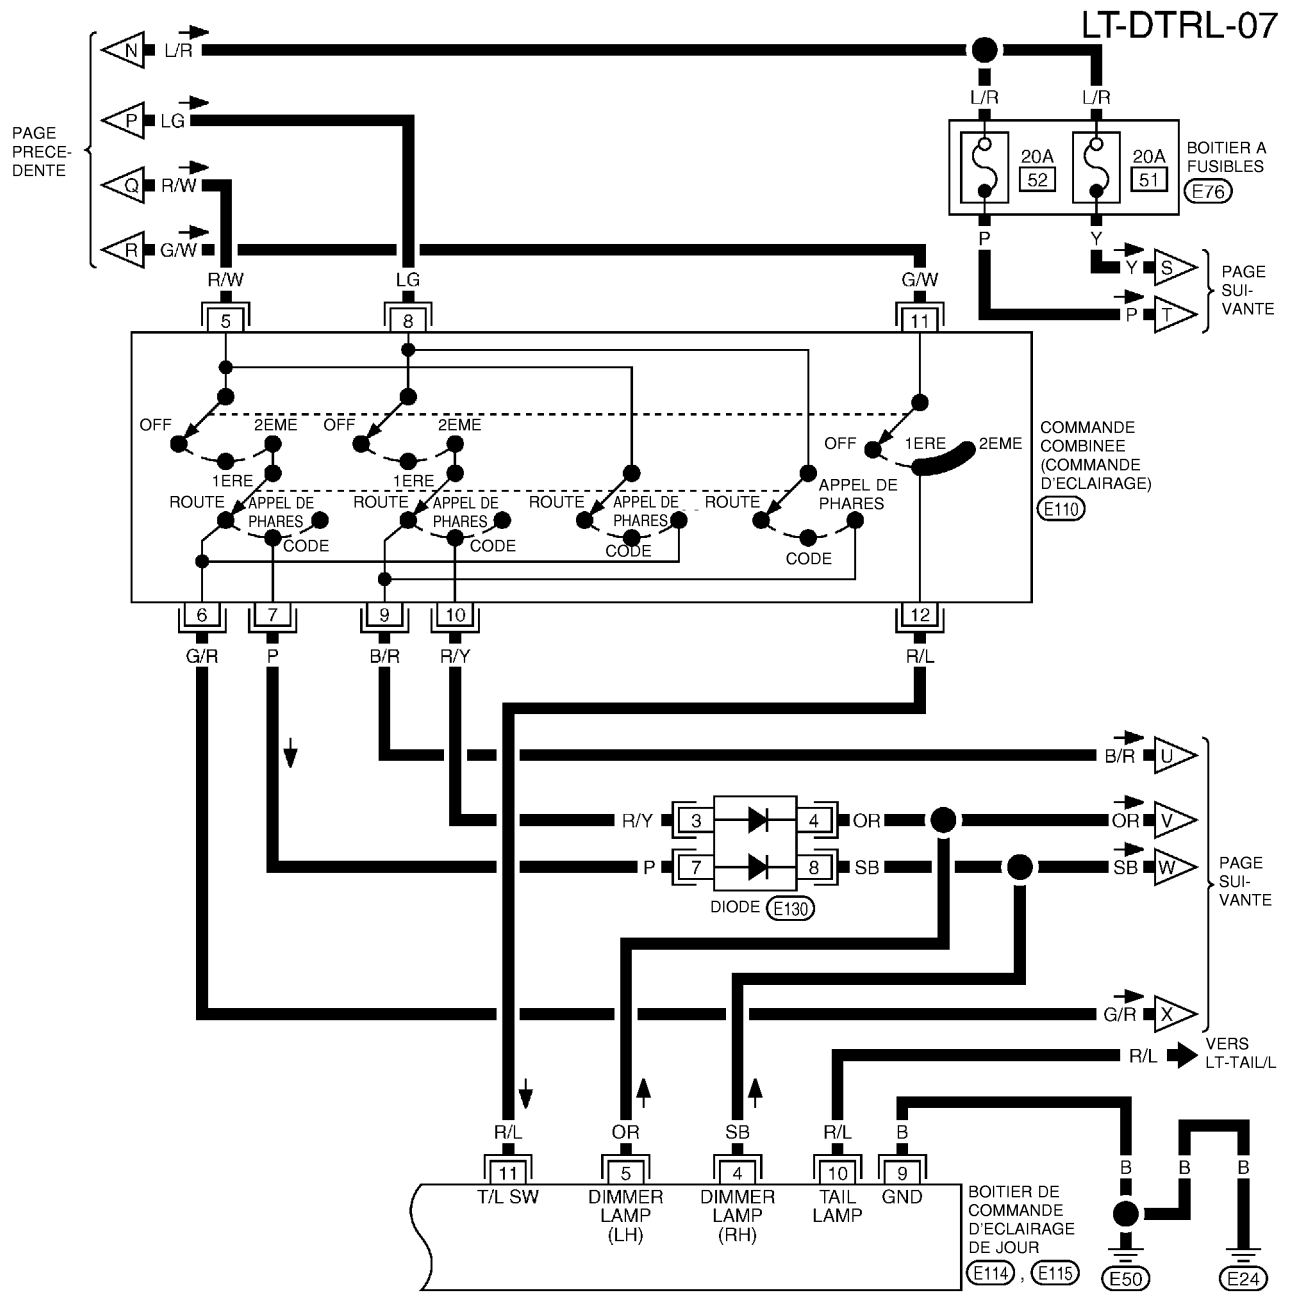 LT-DTRL-07
N L/R
P LG
Q R/W
R G/W
PAGE
PRECE-
DENTE
L/R L/R
20A
52
20A
51
BOITIER A
FUSIBLES
E76
P Y
Y S
P T
PAGE
SUI-
VANTE
R/W LG G/W
5 8 11
OFF 2EME
1ERE
OFF 2EME
1ERE
OFF 1ERE 2EME
ROUTE APPEL DE
PHARES
CODE
ROUTE APPEL DE
PHARES
CODE
ROUTE APPEL DE
PHARES
CODE
ROUTE APPEL DE
PHARES
CODE
COMMANDE
COMBINEE
(COMMANDE
D'ECLAIRAGE)
E110
6 7 9 10 12
G/R P B/R R/Y R/L
B/R U
R/Y 3 4 OR OR V
P 7 8 SB SB W
DIODE E130
PAGE
SUI-
VANTE
G/R X
R/L VERS
LT-TAIL/L
R/L OR SB R/L B
B B B
11 5 4 10 9
T/L SW
DIMMER
LAMP
(LH)
DIMMER
LAMP
(RH)
TAIL
LAMP
GND
BOITIER DE
COMMANDE
D'ECLAIRAGE
DE JOUR
E114 , E115
E50 E24